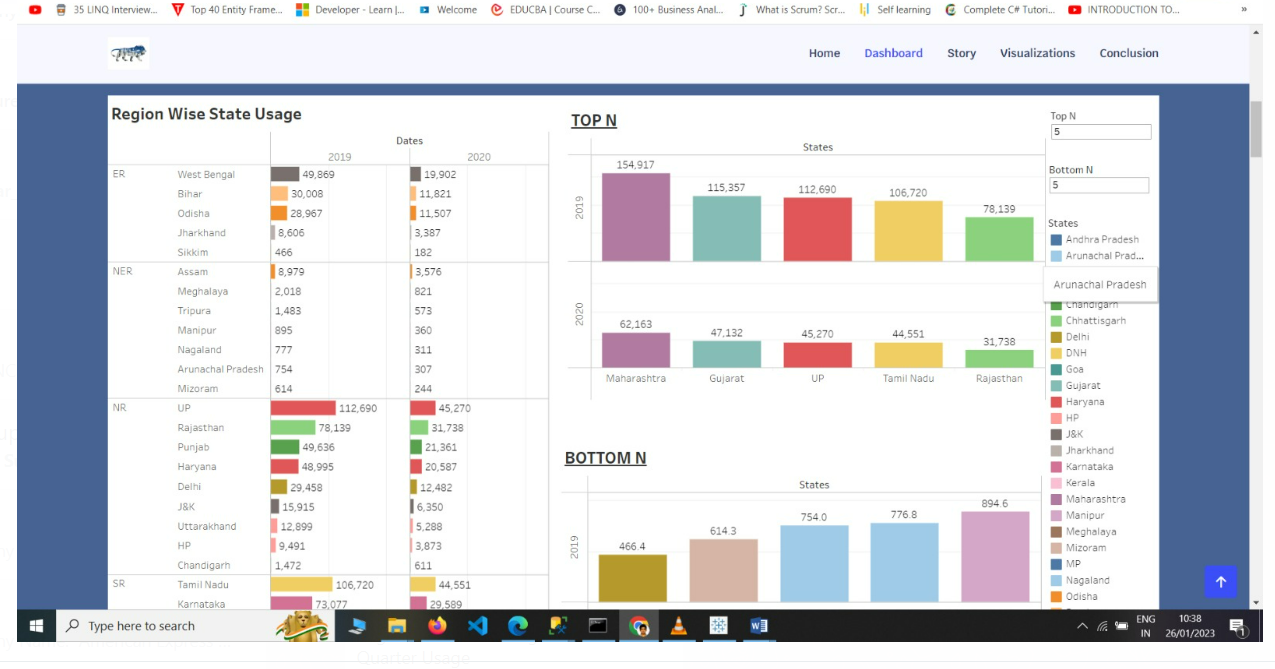 35 LINQ Interview... Top 40 Entity Frame... Developer - Learn |... Welcome EDUCBA | Course C... 100+ Business Anal... What is Scrum? Scr... Self learning Complete C# Tutori... INTRODUCTION TO... »
Home Dashboard Story Visualizations Conclusion
Region Wise State Usage
Dates
2019 2020
ER West Bengal 49,869 19,902
Bihar 30,008 11,821
Odisha 28,967 11,507
Jharkhand 8,606 3,387
Sikkim 466 182
NER Assam 8,979 3,576
Meghalaya 2,018 821
Tripura 1,483 573
Manipur 895 360
Nagaland 777 311
Arunachal Pradesh 754 307
Mizoram 614 244
NR UP 112,690 45,270
Rajasthan 78,139 31,738
Punjab 49,636 21,361
Haryana 48,995 20,587
Delhi 29,458 12,482
J&K 15,915 6,350
Uttarakhand 12,899 5,288
HP 9,491 3,873
Chandigarh 1,472 611
SR Tamil Nadu 106,720 44,551
Karnataka 73,077 29,589
TOP N
States
2019
154,917 115,357 112,690 106,720 78,139
2020
62,163 47,132 45,270 44,551 31,738
Maharashtra Gujarat UP Tamil Nadu Rajasthan
BOTTOM N
States
2019
466.4 614.3 754.0 776.8 894.6
Top N
5
Bottom N
5
States
Andhra Pradesh
Arunachal Prad...
Arunachal Pradesh
Chandigarh
Chhattisgarh
Delhi
DNH
Goa
Gujarat
Haryana
HP
J&K
Jharkhand
Karnataka
Kerala
Maharashtra
Manipur
Meghalaya
Mizoram
MP
Nagaland
Odisha
Type here to search
ENG 10:38
IN 26/01/2023 1
Quarter Usage